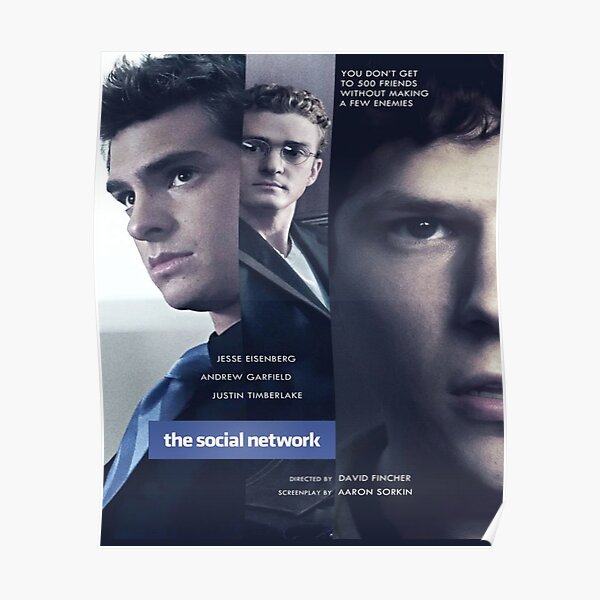 YOU DON'T GET
TO 500 FRIENDS
WITHOUT MAKING
A FEW ENEMIES
JESSE EISENBERG
ANDREW GARFIELD
JUSTIN TIMBERLAKE
the social network
DIRECTED BY DAVID FINCHER
SCREENPLAY BY AARON SORKIN